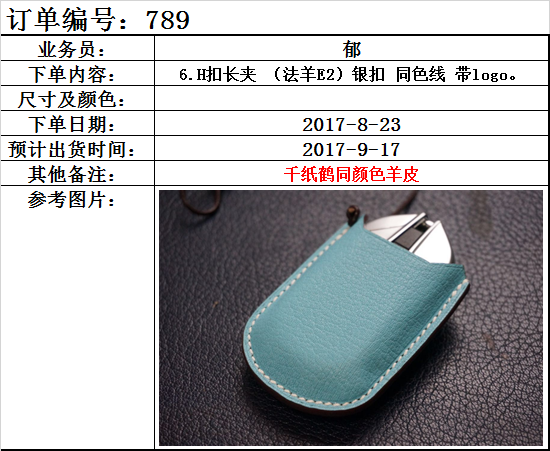 订单编号：789
业务员： 郁
下单内容： 6.H扣长夹 （法羊E2）银扣 同色线 带logo。
尺寸及颜色：
下单日期： 2017-8-23
预计出货时间： 2017-9-17
其他备注： 千纸鹤同颜色羊皮
参考图片：